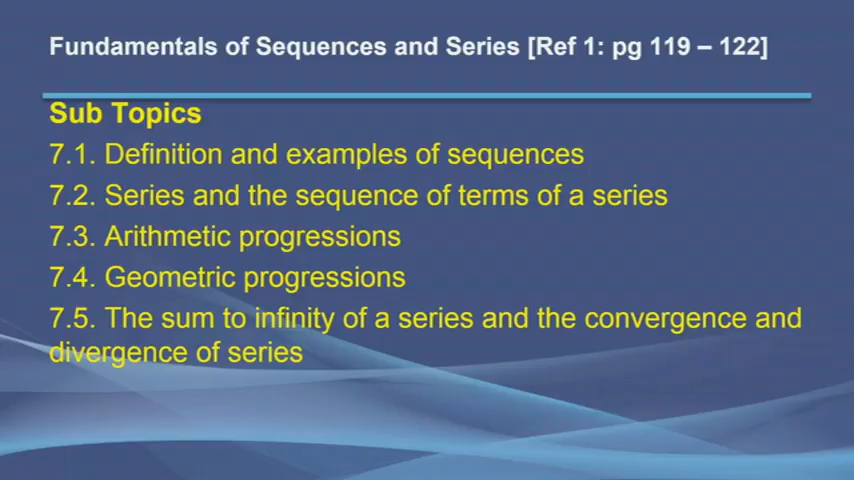 Fundamentals of Sequences and Series [Ref 1: pg 119 – 122]
Sub Topics
7.1. Definition and examples of sequences
7.2. Series and the sequence of terms of a series
7.3. Arithmetic progressions
7.4. Geometric progressions
7.5. The sum to infinity of a series and the convergence and
divergence of series